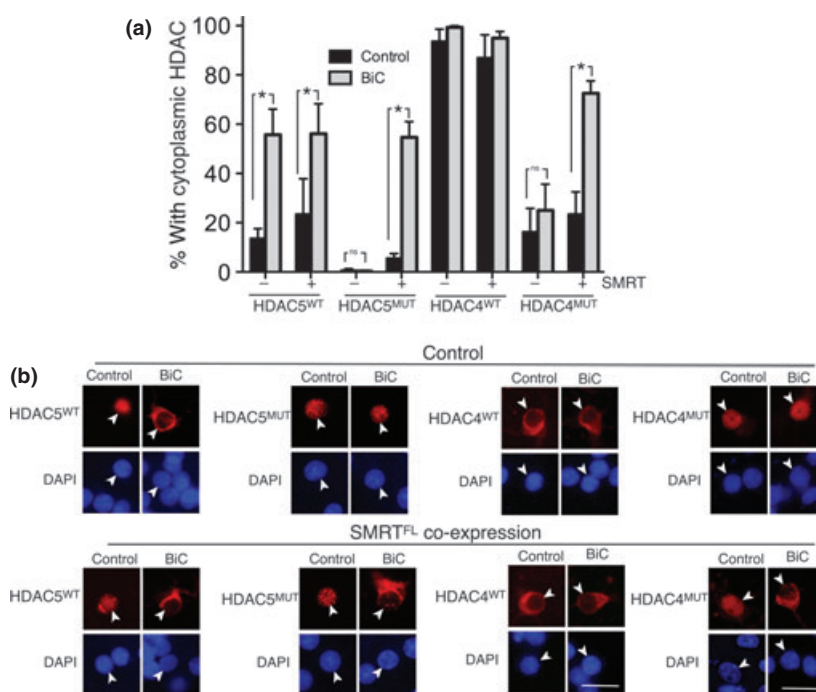 (a)
% With cytoplasmic HDAC
100
80
60
40
20
0
Control
BiC
* * ns * ns *
− + − + − + − + SMRT
HDAC5WT HDAC5MUT HDAC4WT HDAC4MUT
(b)
Control
Control BiC Control BiC Control BiC Control BiC
HDAC5WT HDAC5MUT HDAC4WT HDAC4MUT
DAPI DAPI DAPI DAPI
SMRTFL co-expression
Control BiC Control BiC Control BiC Control BiC
HDAC5WT HDAC5MUT HDAC4WT HDAC4MUT
DAPI DAPI DAPI DAPI